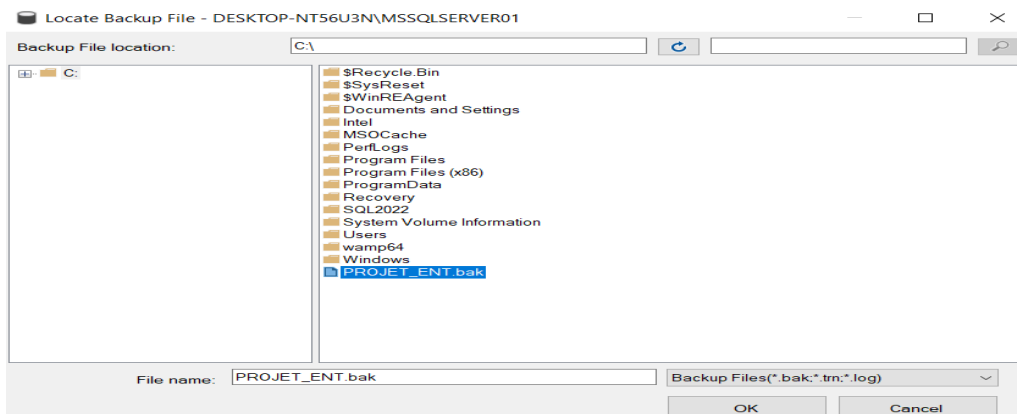 Locate Backup File - DESKTOP-NT56U3N\MSSQLSERVER01
Backup File location:
C:\
C:
$Recycle.Bin
$SysReset
$WinREAgent
Documents and Settings
Intel
MSOCache
PerfLogs
Program Files
Program Files (x86)
ProgramData
Recovery
SQL2022
System Volume Information
Users
wamp64
Windows
PROJET_ENT.bak
File name:
PROJET_ENT.bak
Backup Files(*.bak;*.trn;*.log)
OK
Cancel